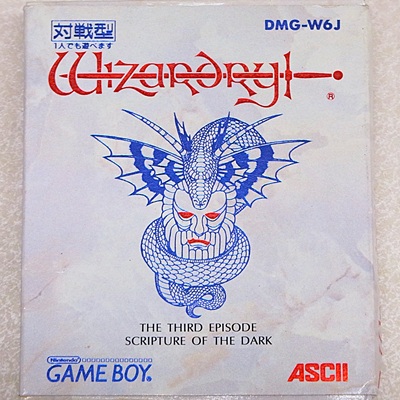 対戦型
DMG-W6J
1人でも遊べます
Wizardry
®
THE THIRD EPISODE
SCRIPTURE OF THE DARK
Nintendo
GAME BOY
ASCII